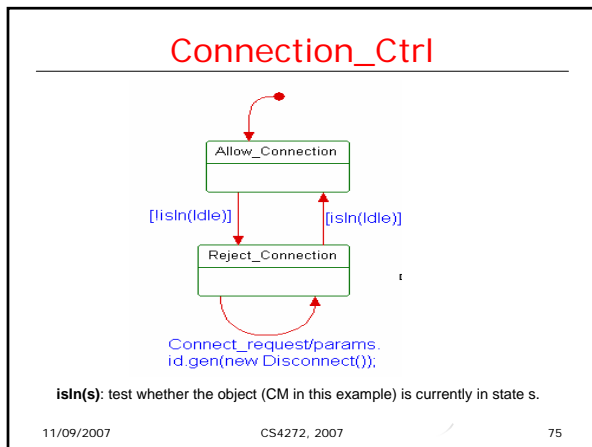 Connection_Ctrl
Allow_Connection
[!isIn(Idle)]
[isIn(Idle)]
Reject_Connection
Connect_request/params.
id.gen(new Disconnect());
isIn(s): test whether the object (CM in this example) is currently in state s.
11/09/2007
CS4272, 2007
75